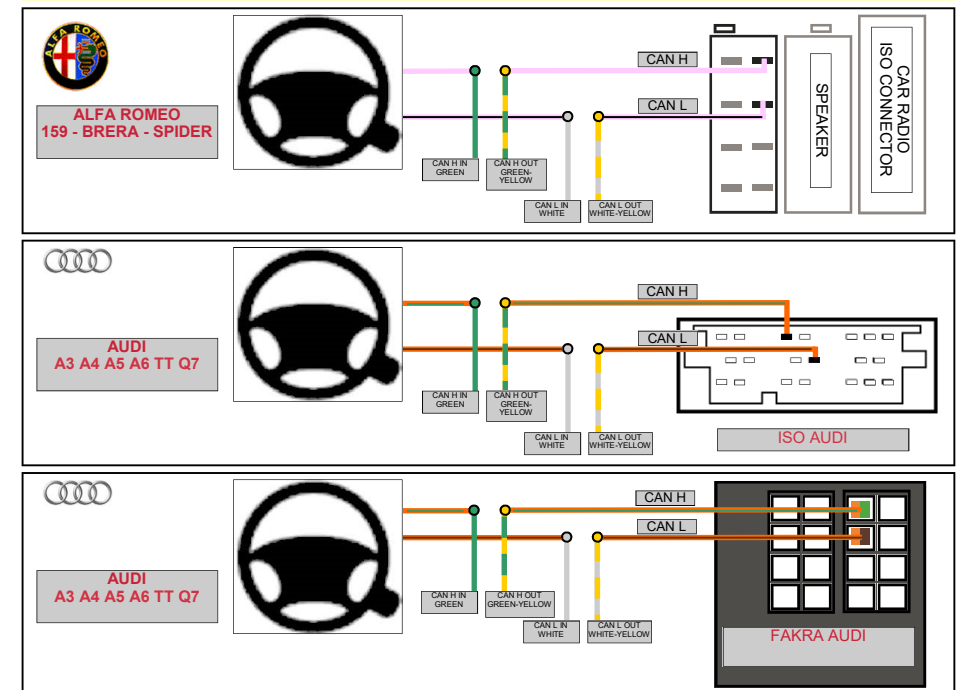 ALFA ROMEO
ALFA ROMEO
159 - BRERA - SPIDER
CAN H
CAN L
CAN H IN
GREEN
CAN H OUT
GREEN-
YELLOW
CAN L IN
WHITE
CAN L OUT
WHITE-YELLOW
SPEAKER
CAR RADIO
ISO CONNECTOR
AUDI
A3 A4 A5 A6 TT Q7
CAN H
CAN L
CAN H IN
GREEN
CAN H OUT
GREEN-
YELLOW
CAN L IN
WHITE
CAN L OUT
WHITE-YELLOW
ISO AUDI
AUDI
A3 A4 A5 A6 TT Q7
CAN H
CAN L
CAN H IN
GREEN
CAN H OUT
GREEN-YELLOW
CAN L IN
WHITE
CAN L OUT
WHITE-YELLOW
FAKRA AUDI